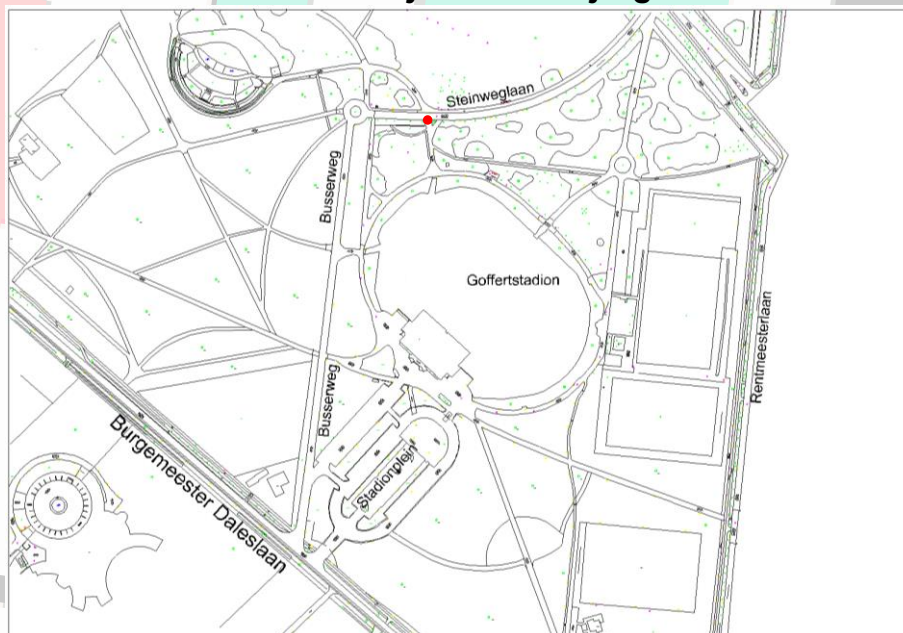 Steinweglaan
Busserweg
Goffertstadion
Rentmeesterlaan
Busserweg
Stadionplein
Burgemeester Daleslaan